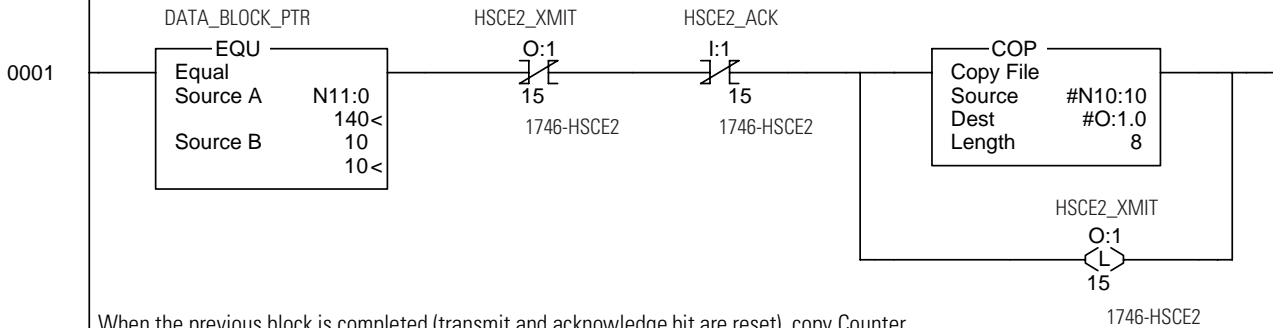 DATA_BLOCK_PTR HSCE2_XMIT HSCE2_ACK
0001
EQU
Equal
Source A N11:0
140<
Source B 10
10<
O:1
15
1746-HSCE2
I:1
15
1746-HSCE2
COP
Copy File
Source #N10:10
Dest #O:1.0
Length 8
HSCE2_XMIT
O:1
L
15
1746-HSCE2
When the previous block is completed (transmit and acknowledge bit are reset), copy Counter